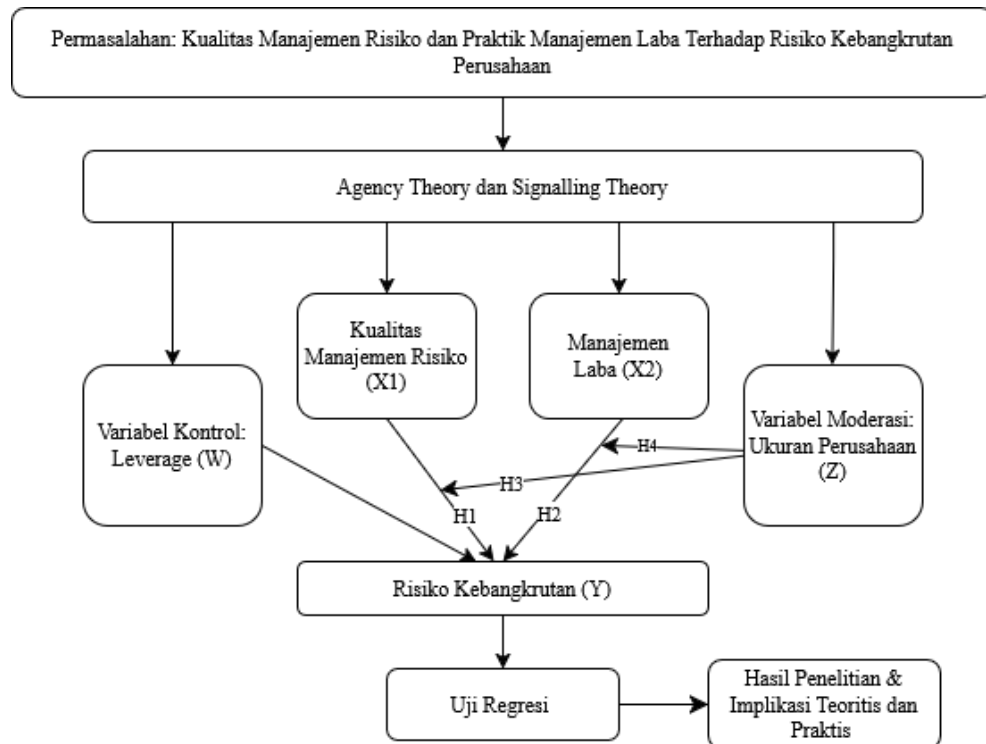 Permasalahan: Kualitas Manajemen Risiko dan Praktik Manajemen Laba Terhadap Risiko Kebangkrutan
Perusahaan
Agency Theory dan Signalling Theory
Kualitas
Manajemen Risiko
(X1)
Manajemen
Laba (X2)
Variabel Kontrol:
Leverage (W)
Variabel Moderasi:
Ukuran Perusahaan
(Z)
H4
H3
H1
H2
Risiko Kebangkrutan (Y)
Uji Regresi
Hasil Penelitian &
Implikasi Teoritis dan
Praktis